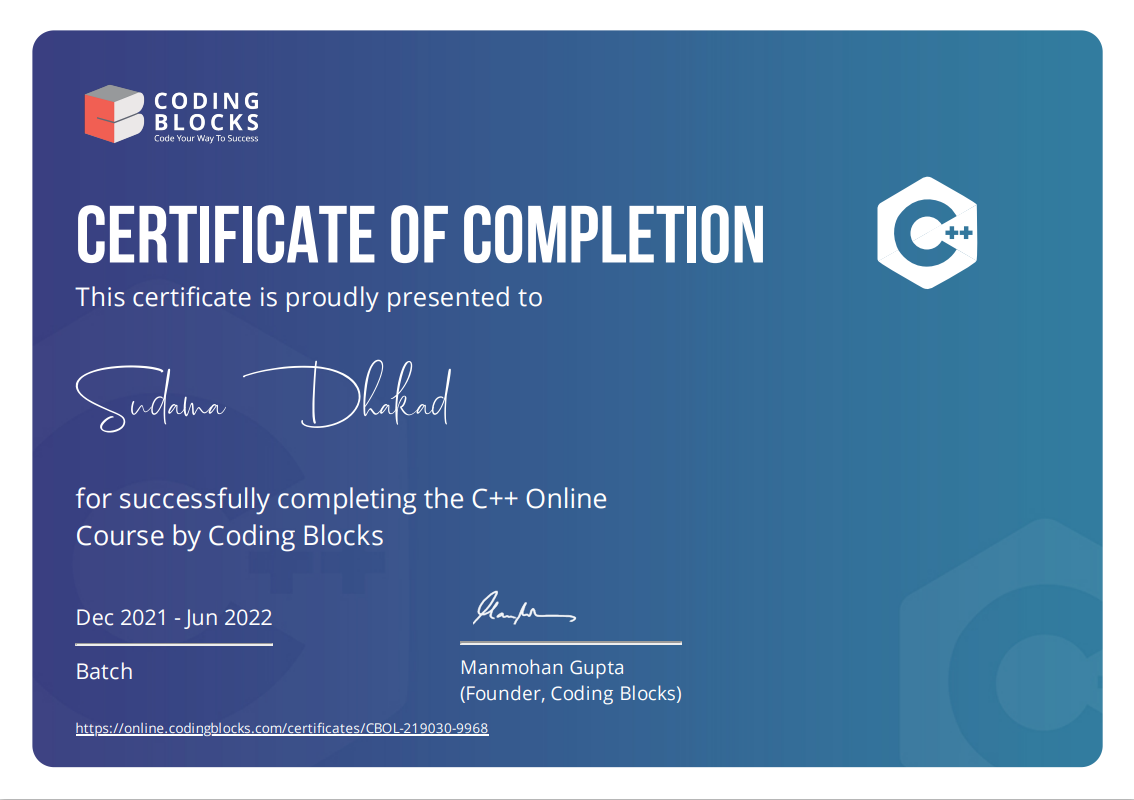 CODING
BLOCKS
Code Your Way To Success
CERTIFICATE OF COMPLETION
C++
This certificate is proudly presented to
Sudama Dhakad
for successfully completing the C++ Online
Course by Coding Blocks
Dec 2021 - Jun 2022
Batch
Manmohan Gupta
(Founder, Coding Blocks)
https://online.codingblocks.com/certificates/CBOL-219030-9968